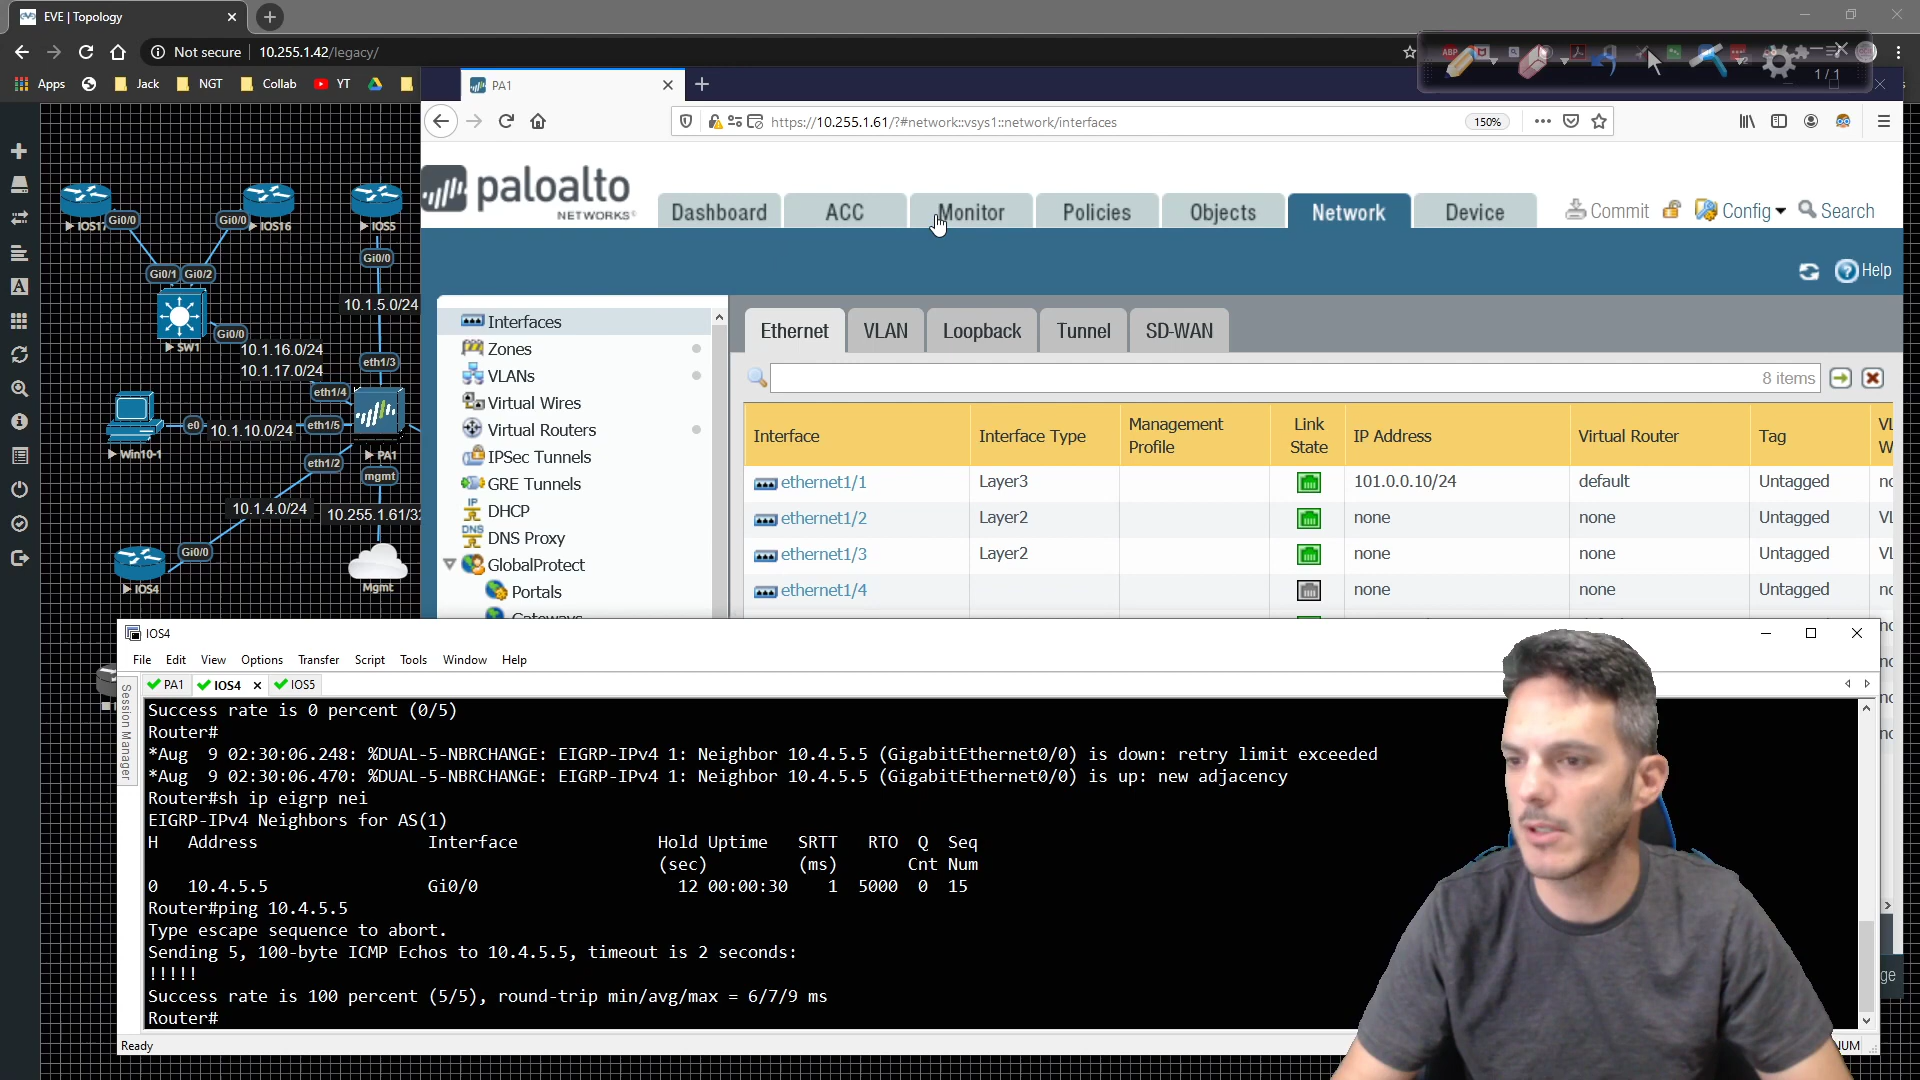 EVE | Topology
Not secure 10.255.1.42/legacy/
Apps Jack NGT Collab YT
1/1
PA1
https://10.255.1.61/?#network::vsys1::network/interfaces 150%
paloalto
NETWORKS®
Dashboard ACC Monitor Policies Objects Network Device Commit Config Search
Help
IOS17 Gi0/0 Gi0/0 IOS16 IOS5
Gi0/0
Gi0/1 Gi0/2
10.1.5.0/24
SW1 Gi0/0
10.1.16.0/24
10.1.17.0/24
eth1/3
eth1/4
e0 10.1.10.0/24 eth1/5
Win10-1 PA1
eth1/2
mgmt
10.1.4.0/24 10.255.1.61/32
Gi0/0
IOS4 Mgmt
Interfaces
Zones
VLANs
Virtual Wires
Virtual Routers
IPSec Tunnels
GRE Tunnels
DHCP
DNS Proxy
GlobalProtect
Portals
Gateways
Ethernet VLAN Loopback Tunnel SD-WAN
8 items
Interface Interface Type Management Profile Link State IP Address Virtual Router Tag
ethernet1/1 Layer3 101.0.0.10/24 default Untagged
ethernet1/2 Layer2 none none Untagged
ethernet1/3 Layer2 none none Untagged
ethernet1/4 none none Untagged
IOS4
File Edit View Options Transfer Script Tools Window Help
PA1 IOS4 IOS5
Session Manager
Success rate is 0 percent (0/5)
Router#
*Aug  9 02:30:06.248: %DUAL-5-NBRCHANGE: EIGRP-IPv4 1: Neighbor 10.4.5.5 (GigabitEthernet0/0) is down: retry limit exceeded
*Aug  9 02:30:06.470: %DUAL-5-NBRCHANGE: EIGRP-IPv4 1: Neighbor 10.4.5.5 (GigabitEthernet0/0) is up: new adjacency
Router#sh ip eigrp nei
EIGRP-IPv4 Neighbors for AS(1)
H   Address                 Interface              Hold Uptime   SRTT   RTO  Q  Seq
(sec)         (ms)       Cnt Num
0   10.4.5.5                Gi0/0                    12 00:00:30    1  5000  0  15
Router#ping 10.4.5.5
Type escape sequence to abort.
Sending 5, 100-byte ICMP Echos to 10.4.5.5, timeout is 2 seconds:
!!!!!
Success rate is 100 percent (5/5), round-trip min/avg/max = 6/7/9 ms
Router#
Ready
NUM